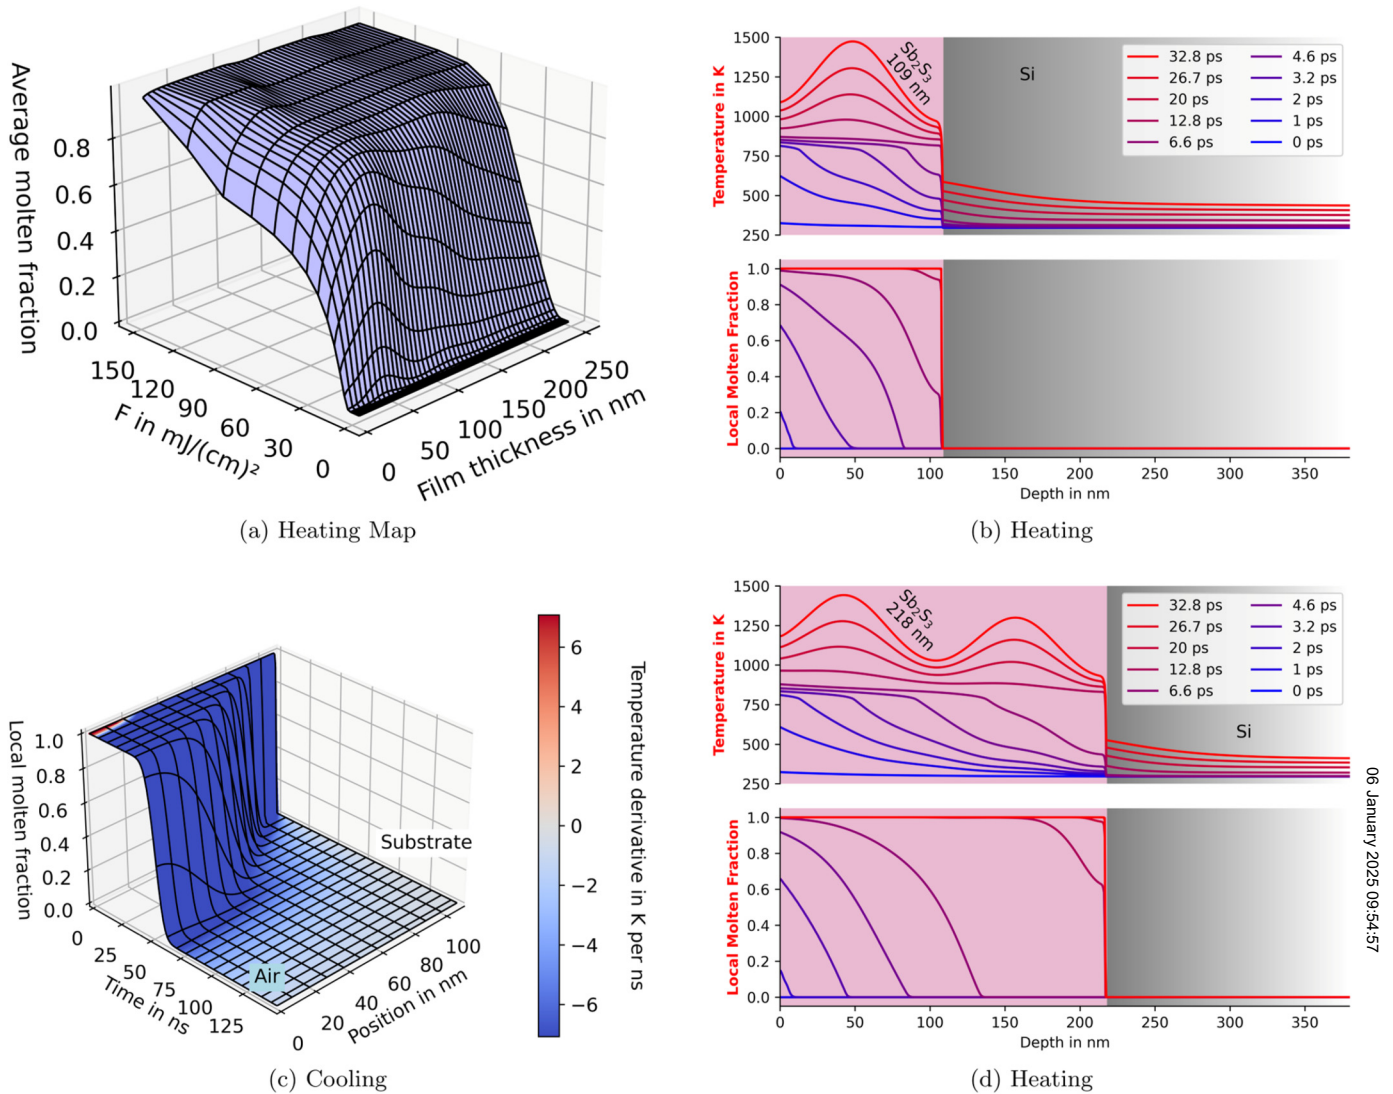 Average molten fraction
0.8
0.6
0.4
0.2
0.0
150
120
90
60
30
0
F in mJ/(cm)²
0
50
100
150
200
250
Film thickness in nm
(a) Heating Map
Temperature in K
1500
1250
1000
750
500
250
Sb₂S₃
109 nm
Si
32.8 ps
26.7 ps
20 ps
12.8 ps
6.6 ps
4.6 ps
3.2 ps
2 ps
1 ps
0 ps
Local Molten Fraction
1.0
0.8
0.6
0.4
0.2
0.0
0 50 100 150 200 250 300 350
Depth in nm
(b) Heating
Local molten fraction
1.0
0.8
0.6
0.4
0.2
0.0
0
25
50
75
100
125
Time in ns
0
20
40
60
80
100
Position in nm
Substrate
Air
6
4
2
0
−2
−4
−6
Temperature derivative in K per ns
(c) Cooling
Temperature in K
1500
1250
1000
750
500
250
Sb₂S₃
218 nm
Si
32.8 ps
26.7 ps
20 ps
12.8 ps
6.6 ps
4.6 ps
3.2 ps
2 ps
1 ps
0 ps
Local Molten Fraction
1.0
0.8
0.6
0.4
0.2
0.0
0 50 100 150 200 250 300 350
Depth in nm
(d) Heating
06 January 2025 09:54:57